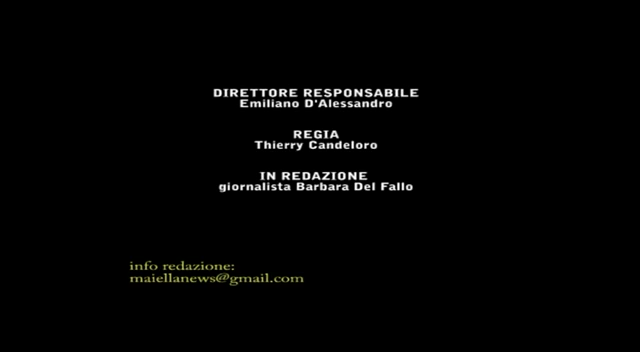 DIRETTORE RESPONSABILE
Emiliano D'Alessandro
REGIA
Thierry Candeloro
IN REDAZIONE
giornalista Barbara Del Fallo
info redazione:
maiellanews@gmail.com